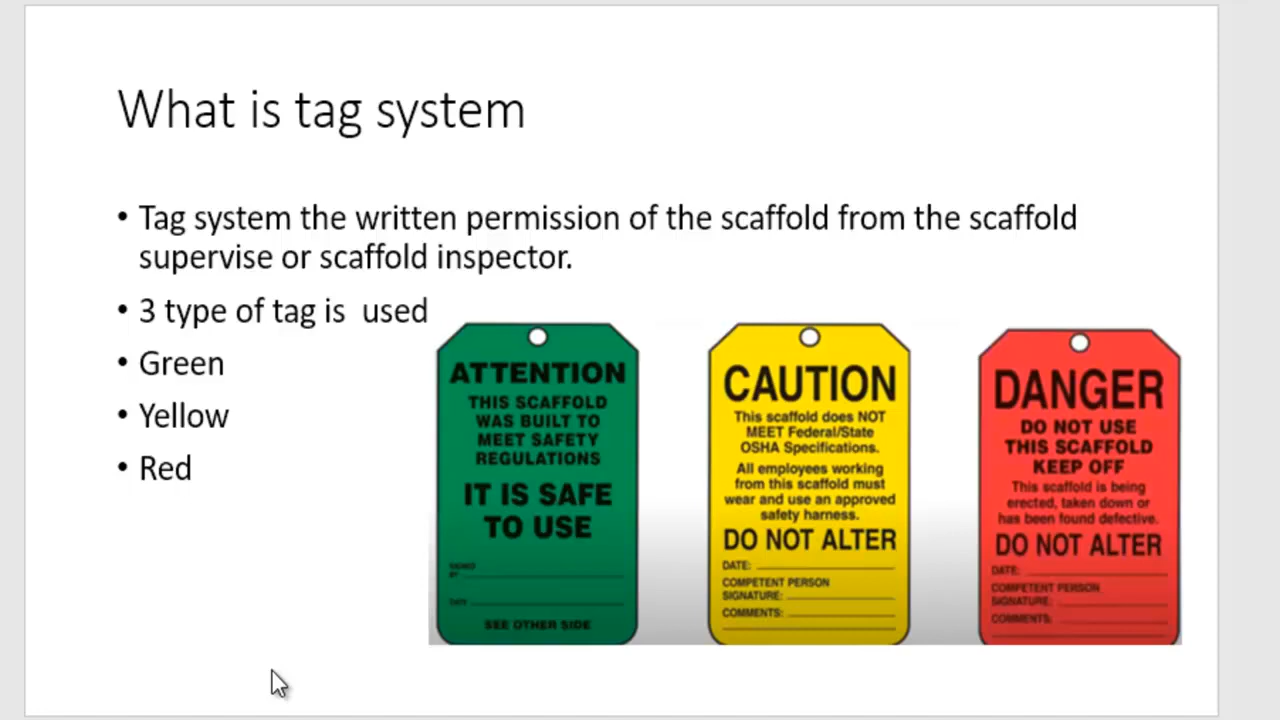 What is tag system
• Tag system the written permission of the scaffold from the scaffold
supervise or scaffold inspector.
• 3 type of tag is  used
• Green
• Yellow
• Red
ATTENTION
THIS SCAFFOLD
WAS BUILT TO
MEET SAFETY
REGULATIONS
IT IS SAFE
TO USE
SIGNED
BY
DATE
SEE OTHER SIDE
CAUTION
This scaffold does NOT
MEET Federal/State
OSHA Specifications.
All employees working
from this scaffold must
wear and use an approved
safety harness.
DO NOT ALTER
DATE:
COMPETENT PERSON
SIGNATURE:
COMMENTS:
DANGER
DO NOT USE
THIS SCAFFOLD
KEEP OFF
This scaffold is being
erected, taken down or
has been found defective.
DO NOT ALTER
DATE:
COMPETENT PERSON
SIGNATURE:
COMMENTS: